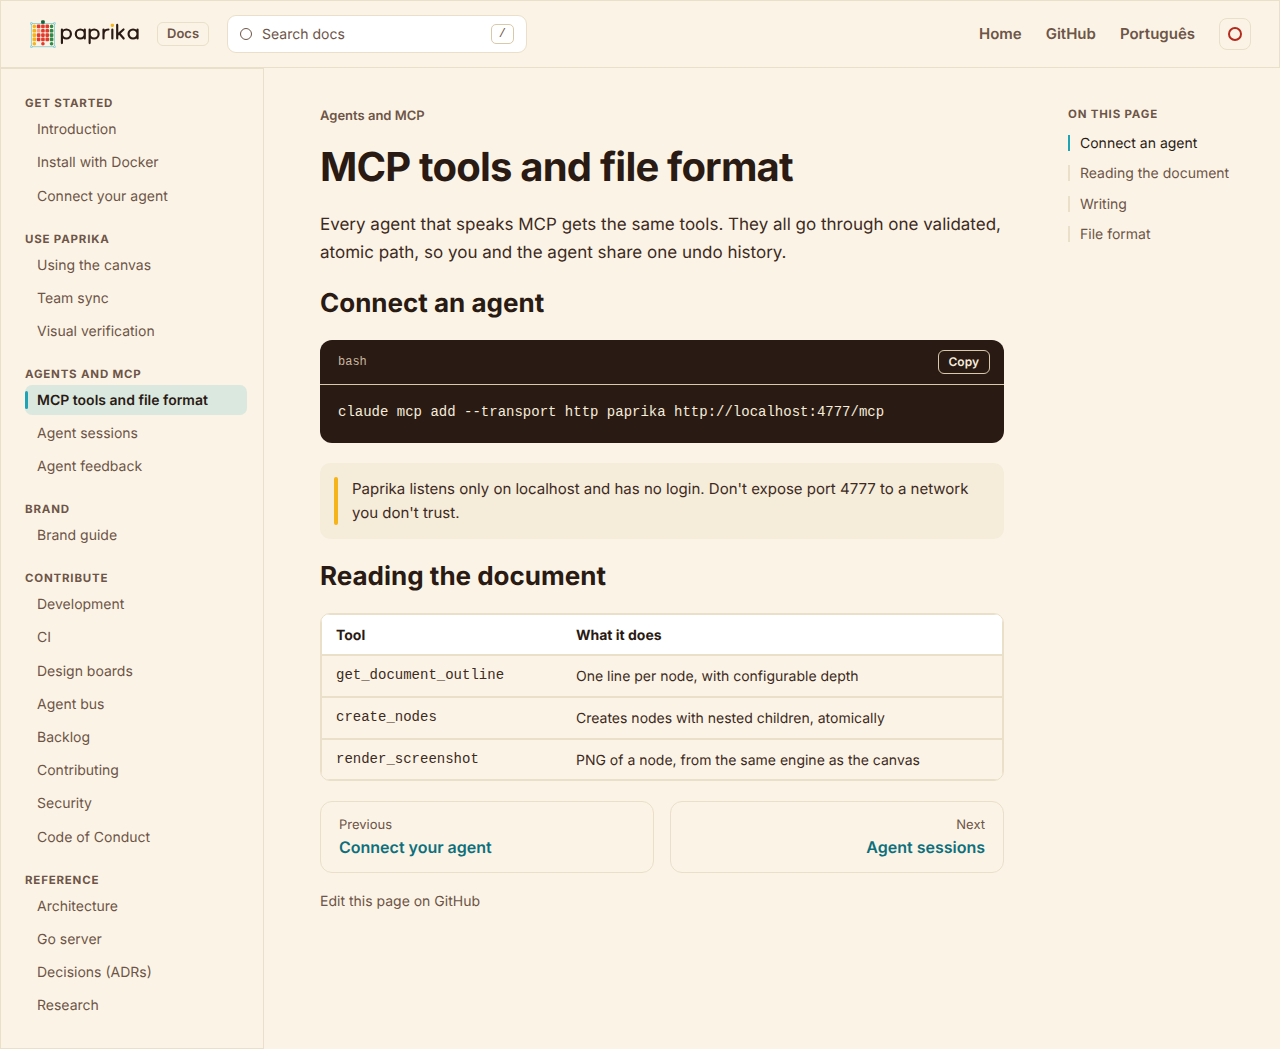 paprika
Docs
Search docs
/
Home
GitHub
Português
GET STARTED
Introduction
Install with Docker
Connect your agent
USE PAPRIKA
Using the canvas
Team sync
Visual verification
AGENTS AND MCP
MCP tools and file format
Agent sessions
Agent feedback
BRAND
Brand guide
CONTRIBUTE
Development
CI
Design boards
Agent bus
Backlog
Contributing
Security
Code of Conduct
REFERENCE
Architecture
Go server
Decisions (ADRs)
Research
Agents and MCP
MCP tools and file format
Every agent that speaks MCP gets the same tools. They all go through one validated,
atomic path, so you and the agent share one undo history.
Connect an agent
bash
Copy
claude mcp add --transport http paprika http://localhost:4777/mcp
Paprika listens only on localhost and has no login. Don't expose port 4777 to a network
you don't trust.
Reading the document
Tool What it does
get_document_outline One line per node, with configurable depth
create_nodes Creates nodes with nested children, atomically
render_screenshot PNG of a node, from the same engine as the canvas
Previous
Connect your agent
Next
Agent sessions
Edit this page on GitHub
ON THIS PAGE
Connect an agent
Reading the document
Writing
File format